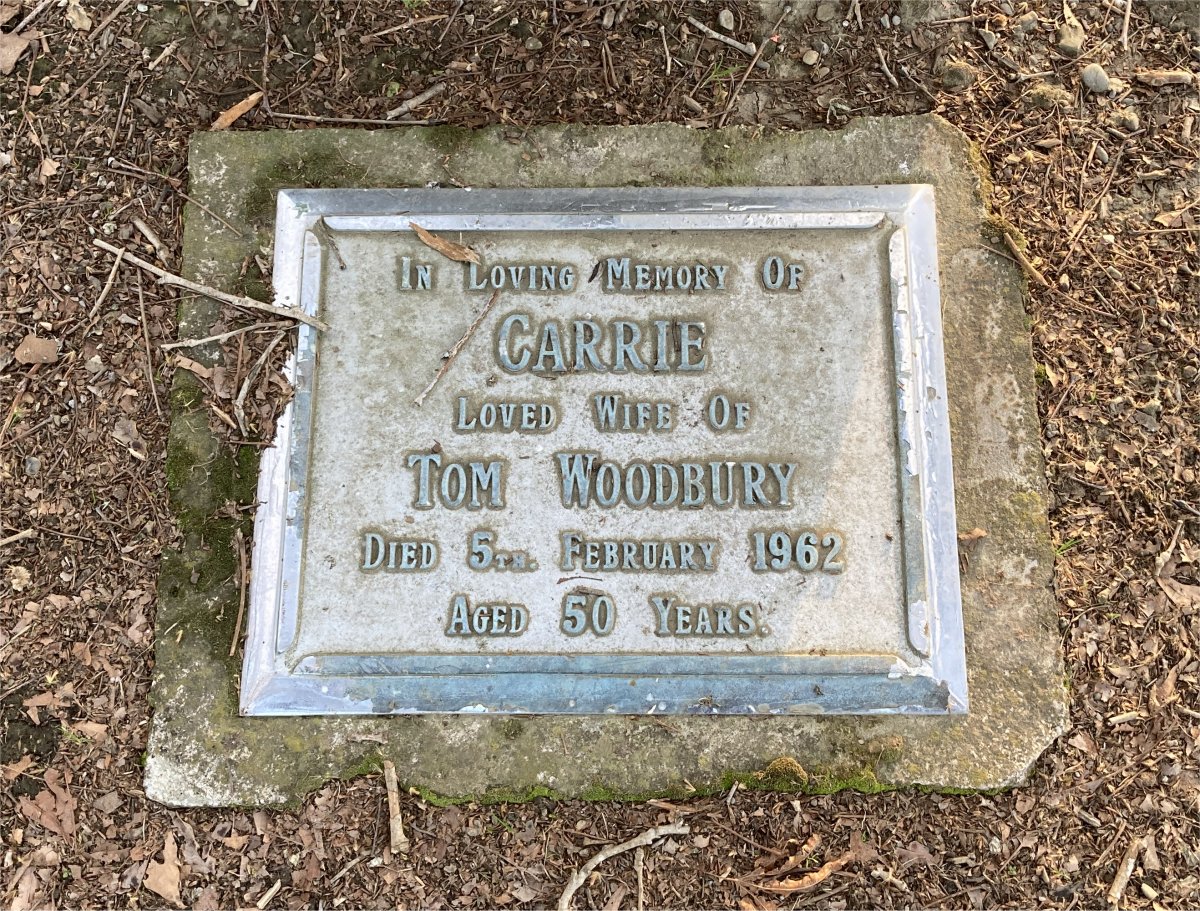 In Loving Memory Of
CARRIE
Loved Wife Of
TOM WOODBURY
Died 5th. February 1962
Aged 50 Years.